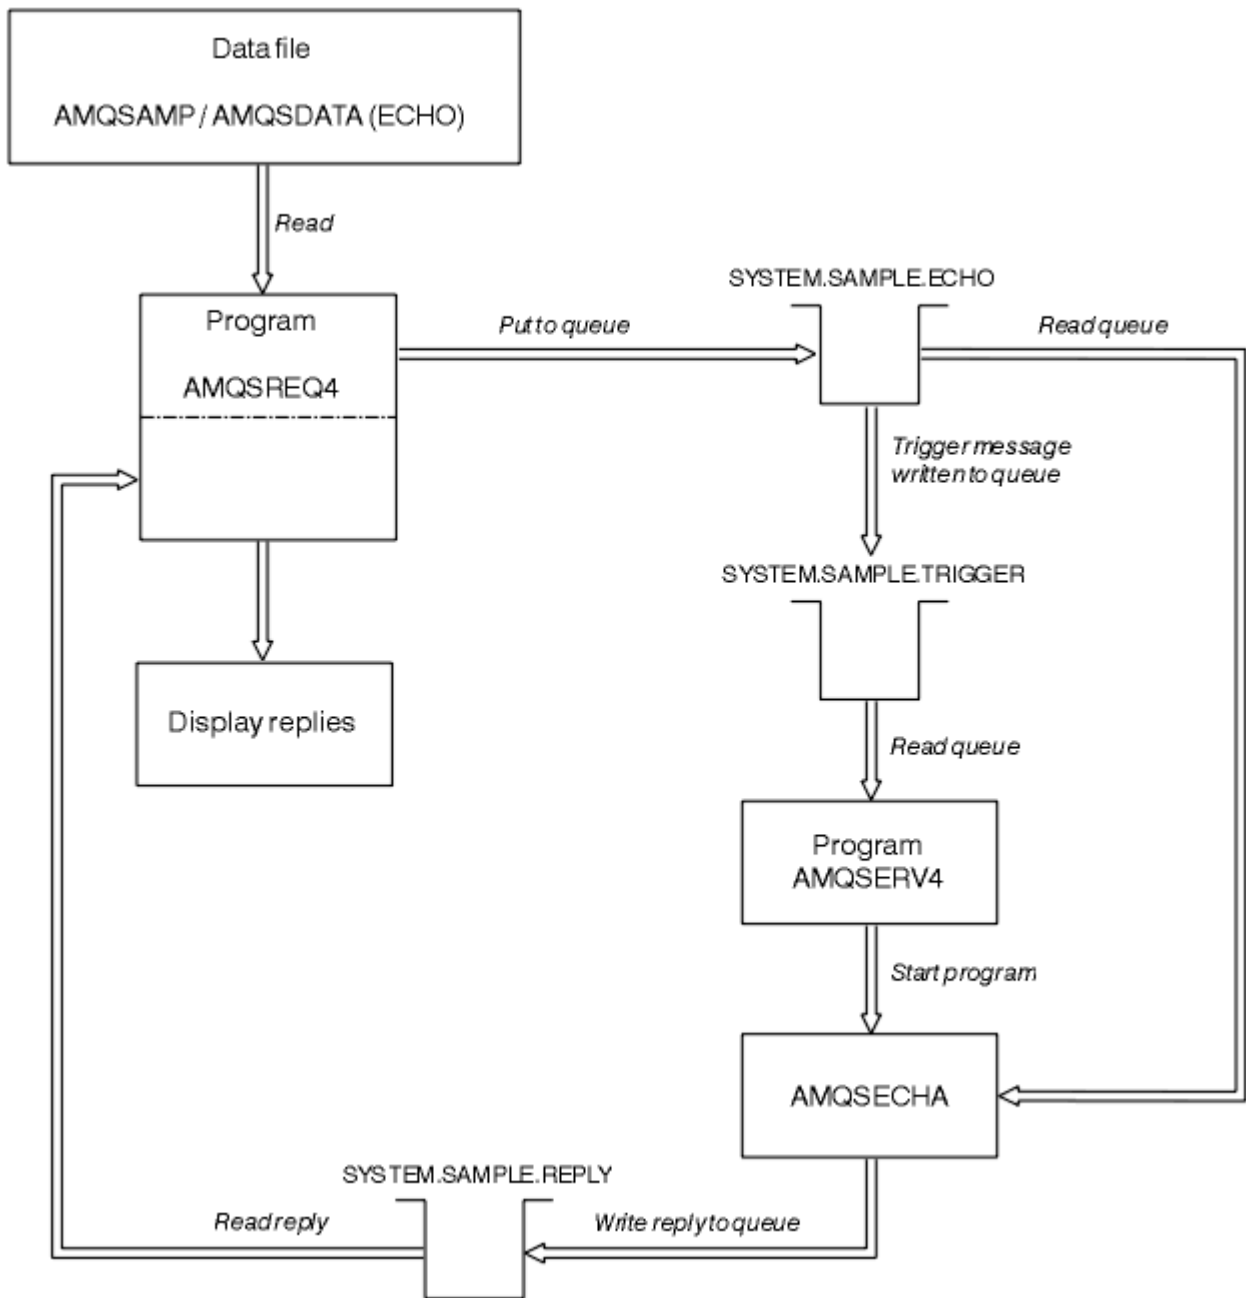 Data file
AMQSAMP / AMQSDATA (ECHO)
Read
Program
AMQSREQ4
Put to queue
SYSTEM.SAMPLE.ECHO
Read queue
Trigger message
written to queue
SYSTEM.SAMPLE.TRIGGER
Display replies
Read queue
Program
AMQSERV4
Start program
AMQSECHA
SYSTEM.SAMPLE.REPLY
Read reply
Write reply to queue